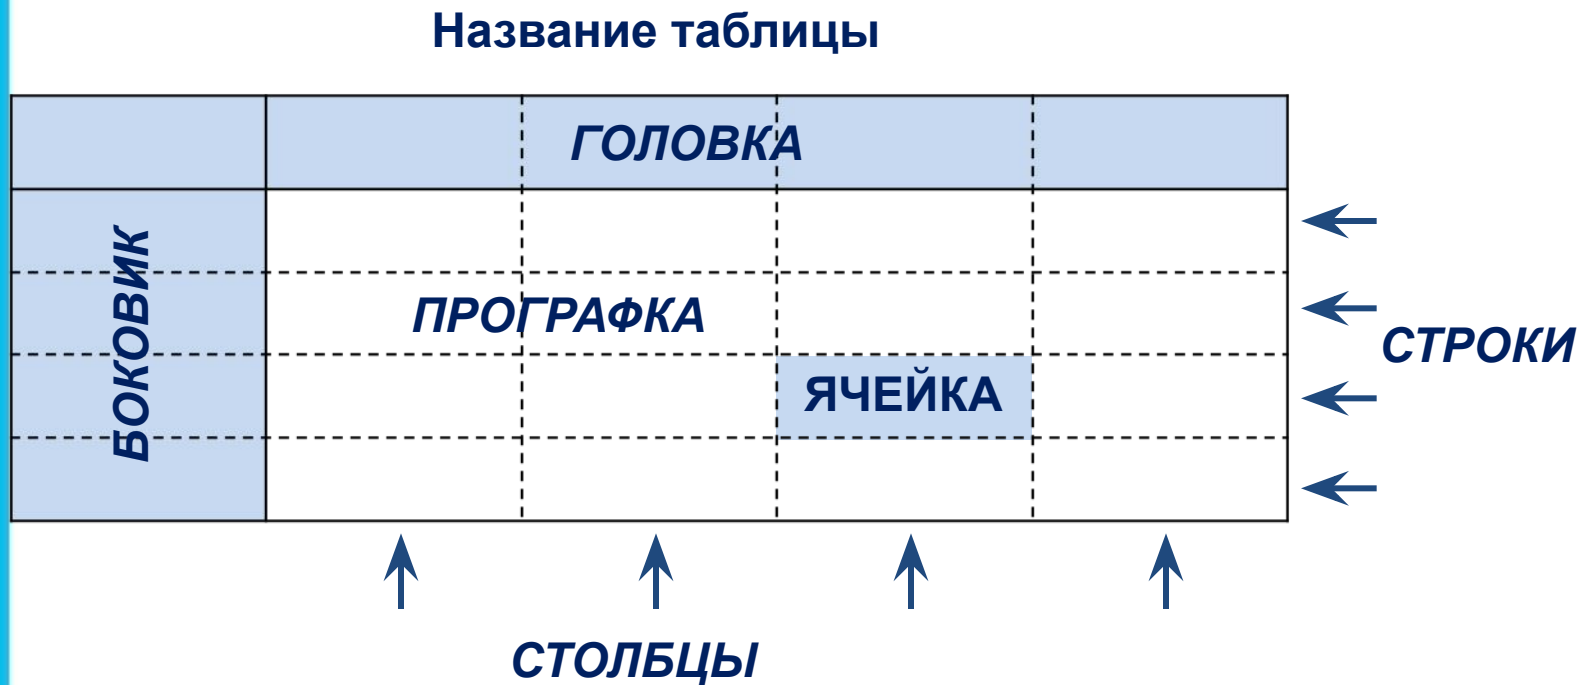 Название таблицы
ГОЛОВКА
БОКОВИК
ПРОГРАФКА
СТРОКИ
ЯЧЕЙКА
СТОЛБЦЫ